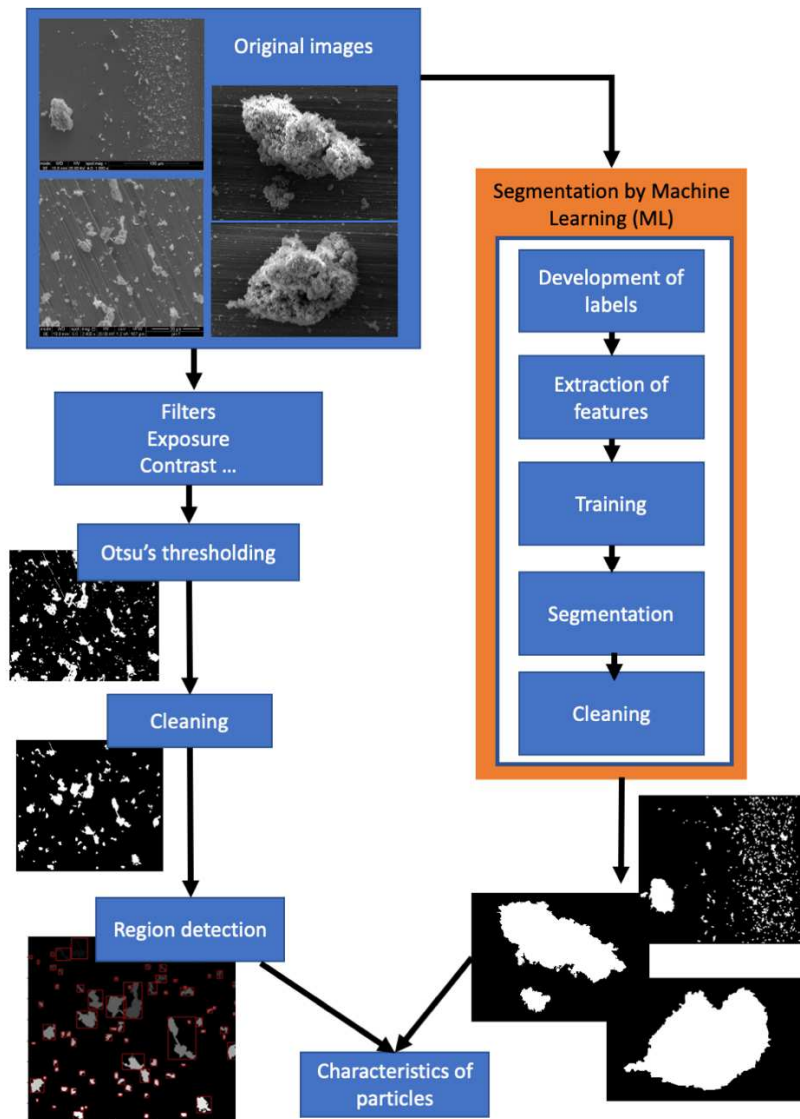 Original images
Segmentation by Machine
Learning (ML)
Development of
labels
Extraction of
features
Training
Segmentation
Cleaning
Filters
Exposure
Contrast ...
Otsu’s thresholding
Cleaning
Region detection
Characteristics of
particles